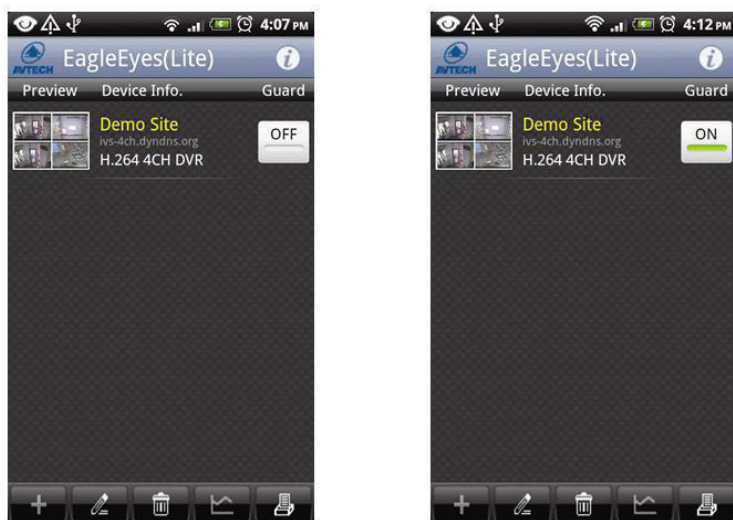 4:07 PM
AVTECH EagleEyes(Lite) i
Preview Device Info. Guard
Demo Site
ivs-4ch.dyndns.org
H.264 4CH DVR
OFF
4:12 PM
AVTECH EagleEyes(Lite) i
Preview Device Info. Guard
Demo Site
ivs-4ch.dyndns.org
H.264 4CH DVR
ON